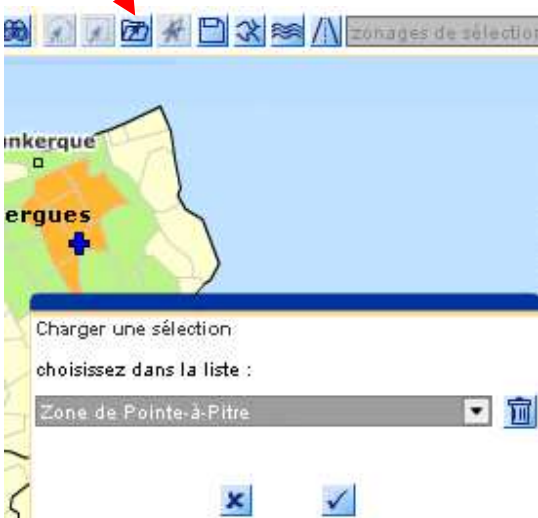 zonages de sélection
nkerque
ergues
Charger une sélection
choisissez dans la liste :
Zone de Pointe-à-Pitre